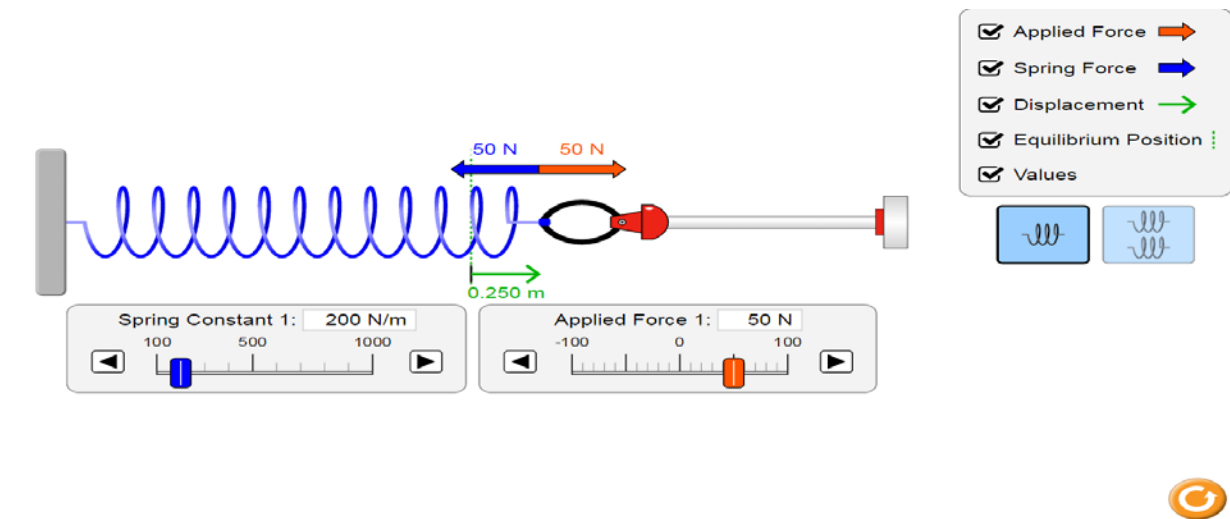 Applied Force
Spring Force
Displacement
Equilibrium Position
Values
50 N 50 N
0.250 m
Spring Constant 1: 200 N/m
100 500 1000
Applied Force 1: 50 N
-100 0 100